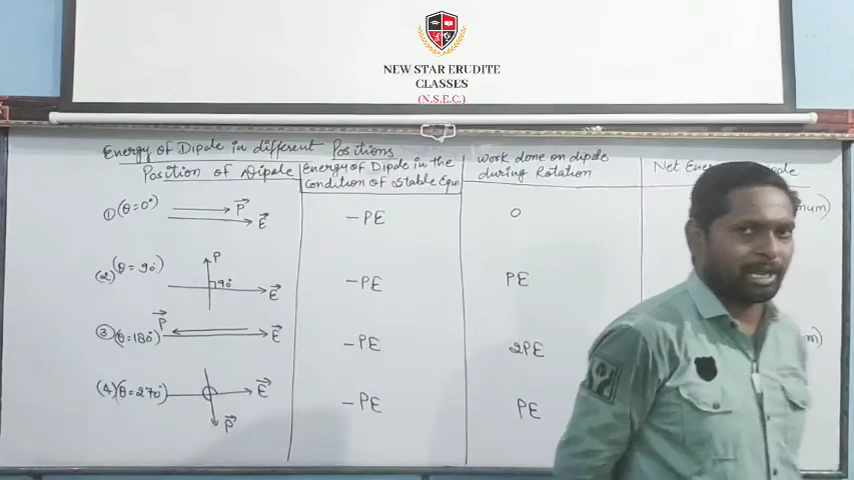 NEW STAR ERUDITE
CLASSES
(N.S.E.C.)
Energy of Dipole in different Positions
Position of Dipole
Energy of Dipole in the
Condition of Stable Equi
work done on dipole
during Rotation
Net
① (θ = 0°) P⃗ E⃗
-PE
0
(2) (θ = 90°) P 90 E⃗
-PE
PE
③ (θ = 180°) P⃗ E⃗
-PE
2PE
(4) (θ = 270°) E⃗ P⃗
-PE
PE